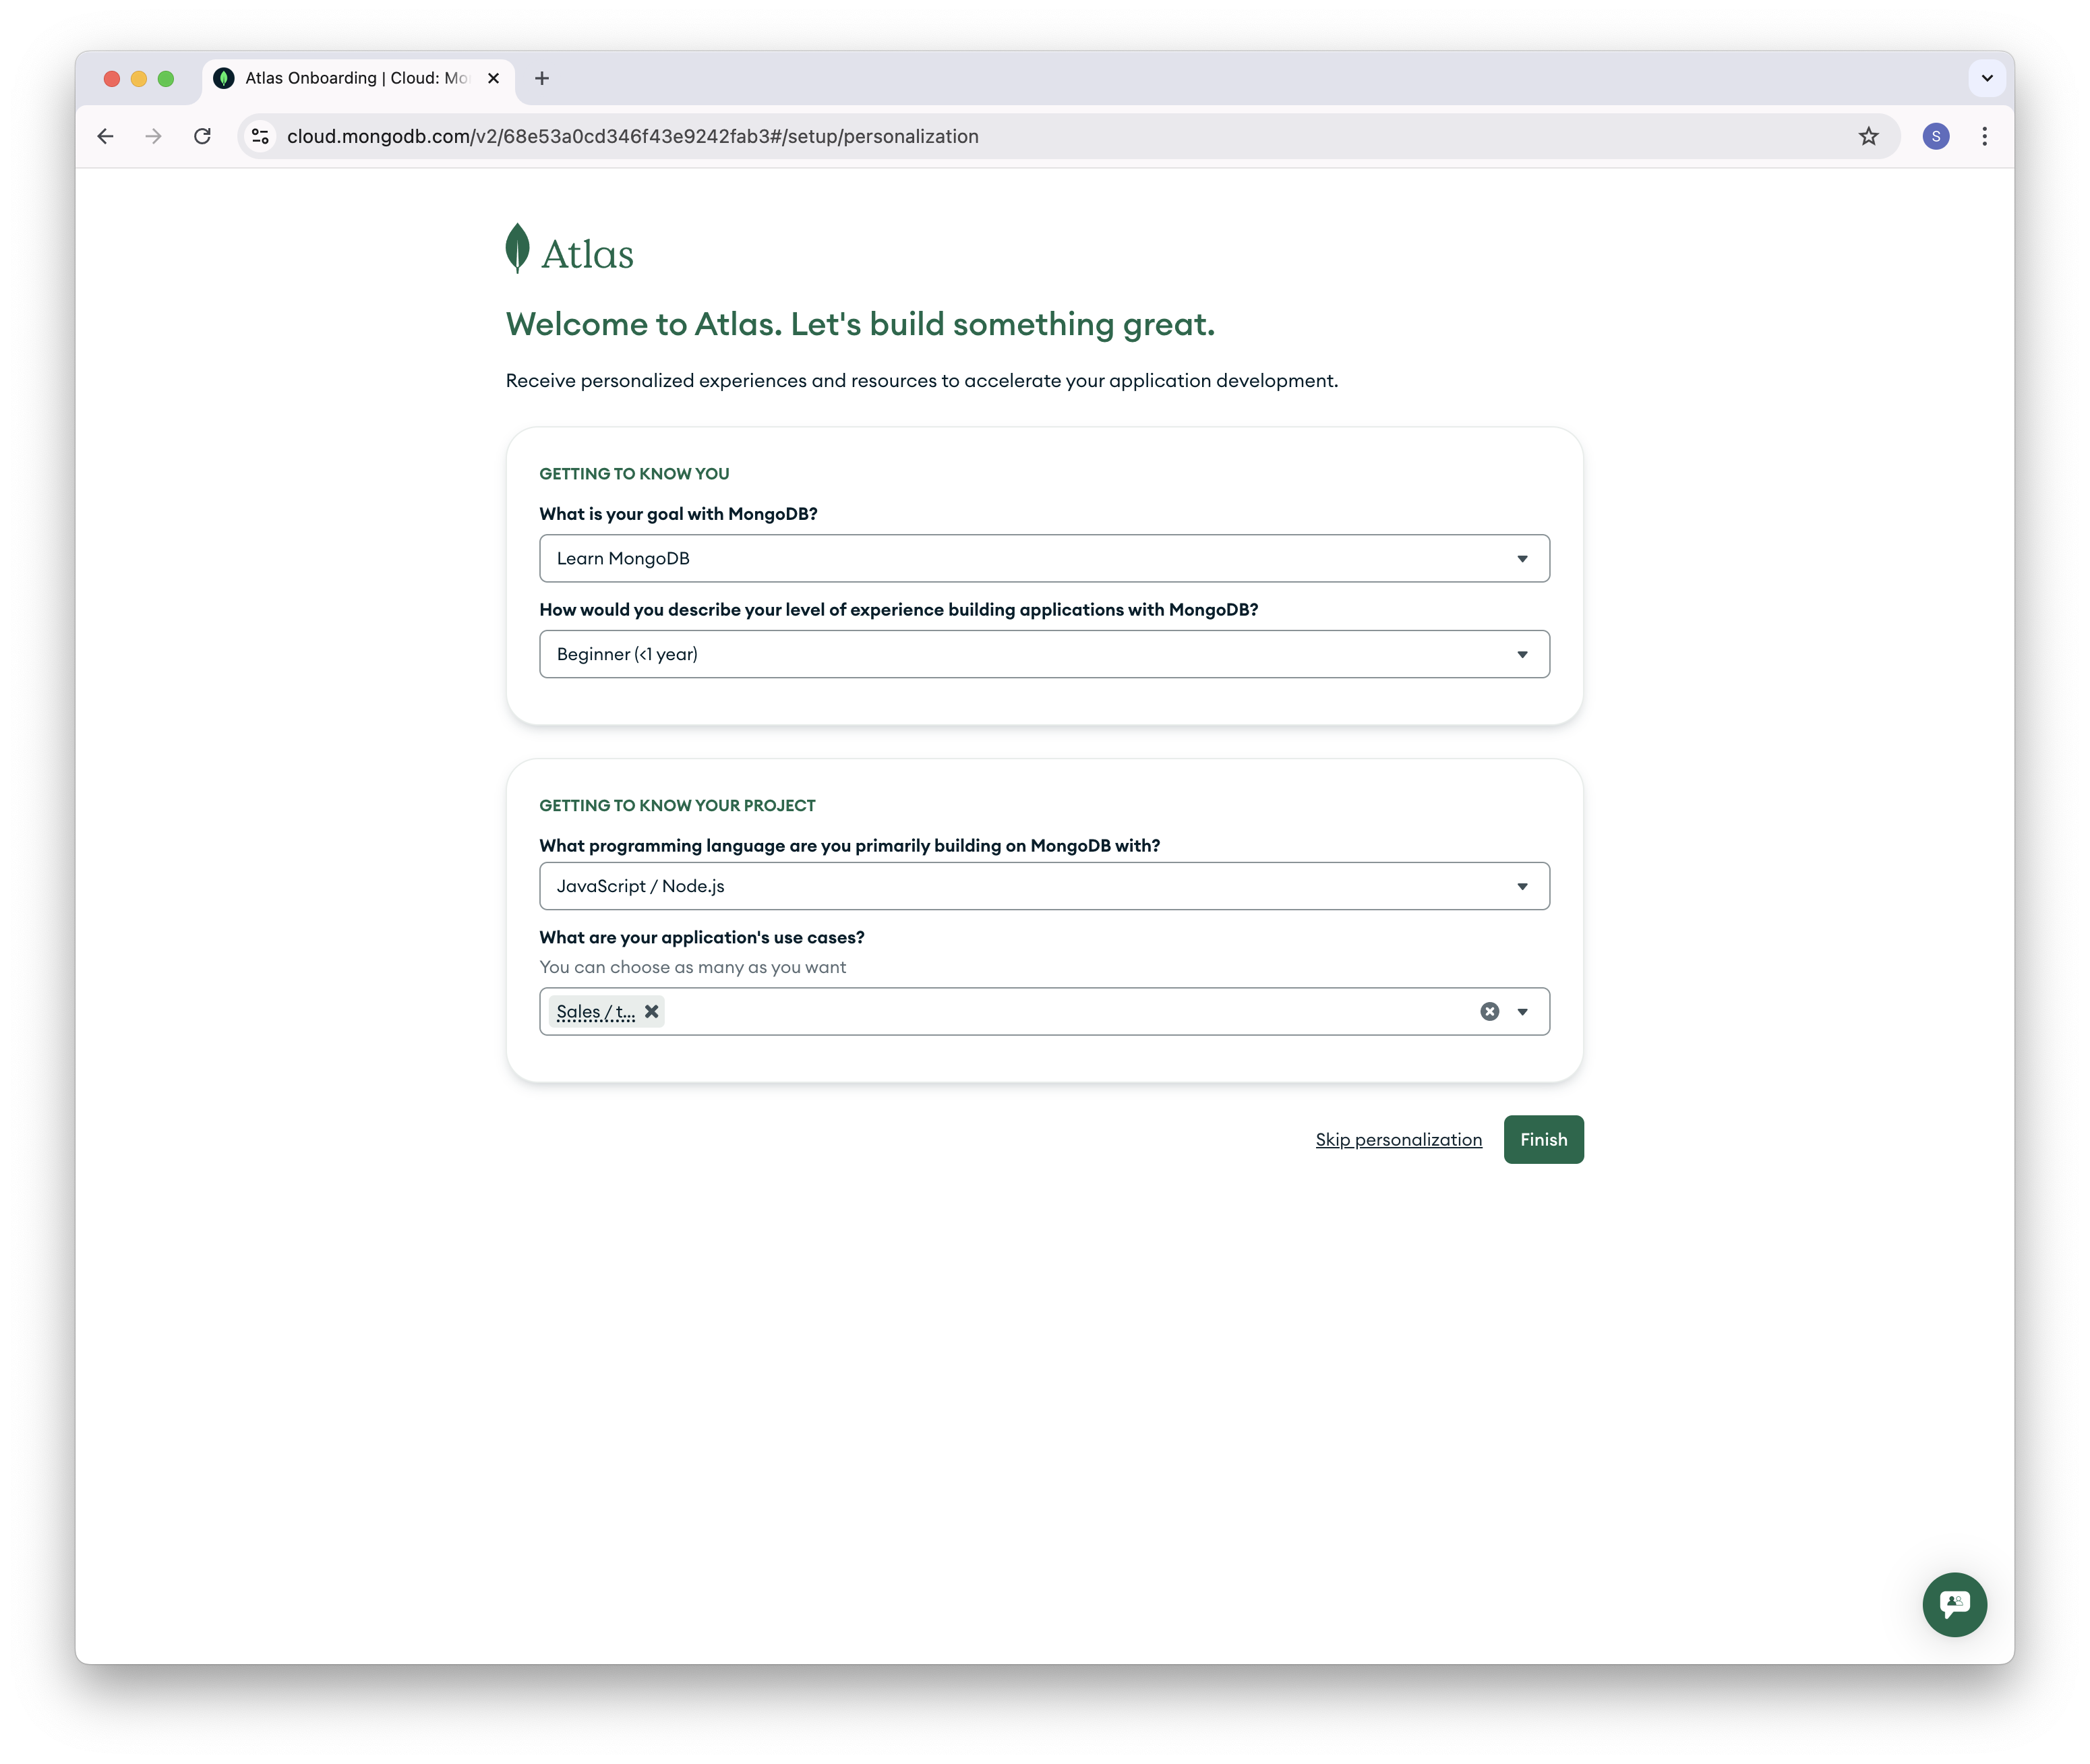 Atlas Onboarding | Cloud: Mo
cloud.mongodb.com/v2/68e53a0cd346f43e9242fab3#/setup/personalization
S
Atlas
Welcome to Atlas. Let's build something great.
Receive personalized experiences and resources to accelerate your application development.
GETTING TO KNOW YOU
What is your goal with MongoDB?
Learn MongoDB
How would you describe your level of experience building applications with MongoDB?
Beginner (<1 year)
GETTING TO KNOW YOUR PROJECT
What programming language are you primarily building on MongoDB with?
JavaScript / Node.js
What are your application's use cases?
You can choose as many as you want
Sales / t...
Skip personalization
Finish